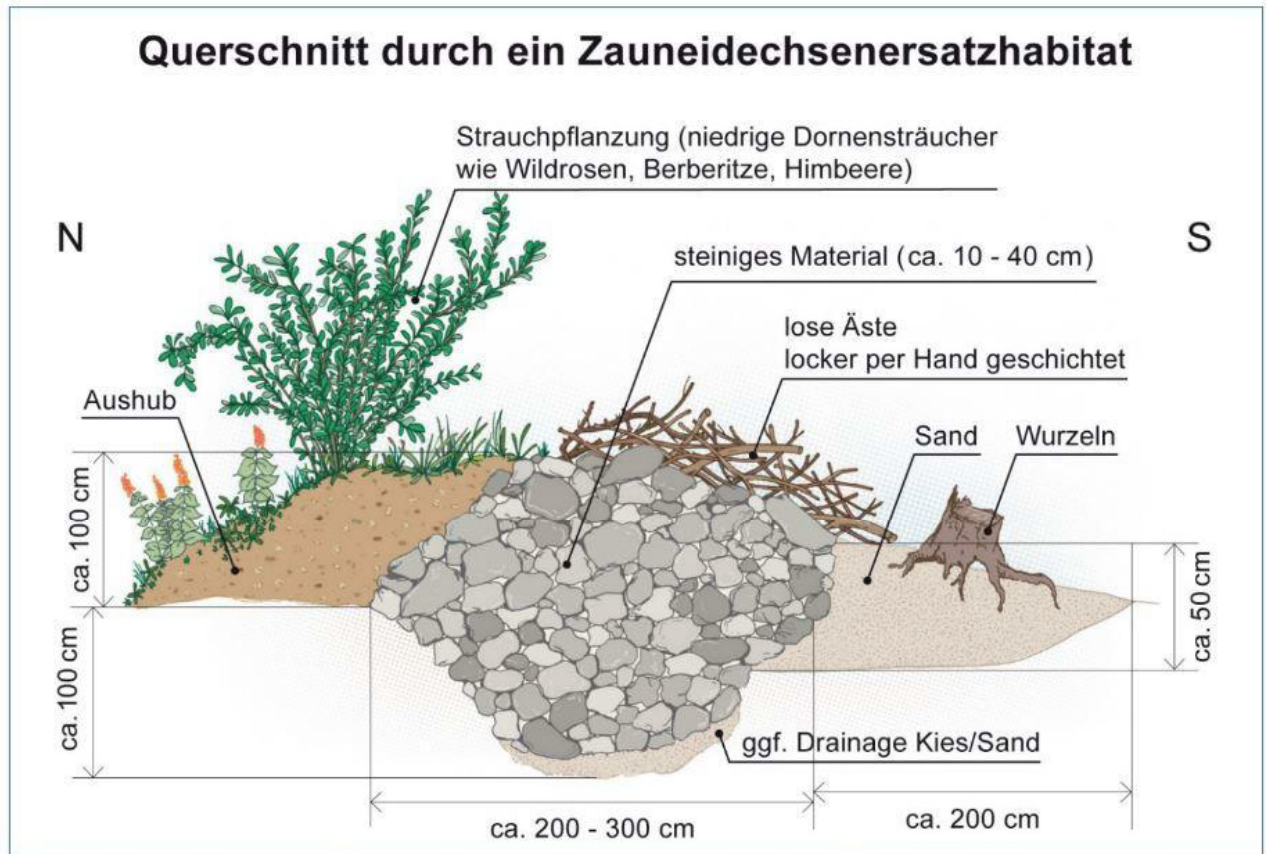 Querschnitt durch ein Zauneidechsenersatzhabitat
Strauchpflanzung (niedrige Dornensträucher
wie Wildrosen, Berberitze, Himbeere)
N
S
steiniges Material (ca. 10 - 40 cm)
lose Äste
locker per Hand geschichtet
Aushub
Sand
Wurzeln
ca. 100 cm
ca. 50 cm
ca. 100 cm
ggf. Drainage Kies/Sand
ca. 200 - 300 cm
ca. 200 cm